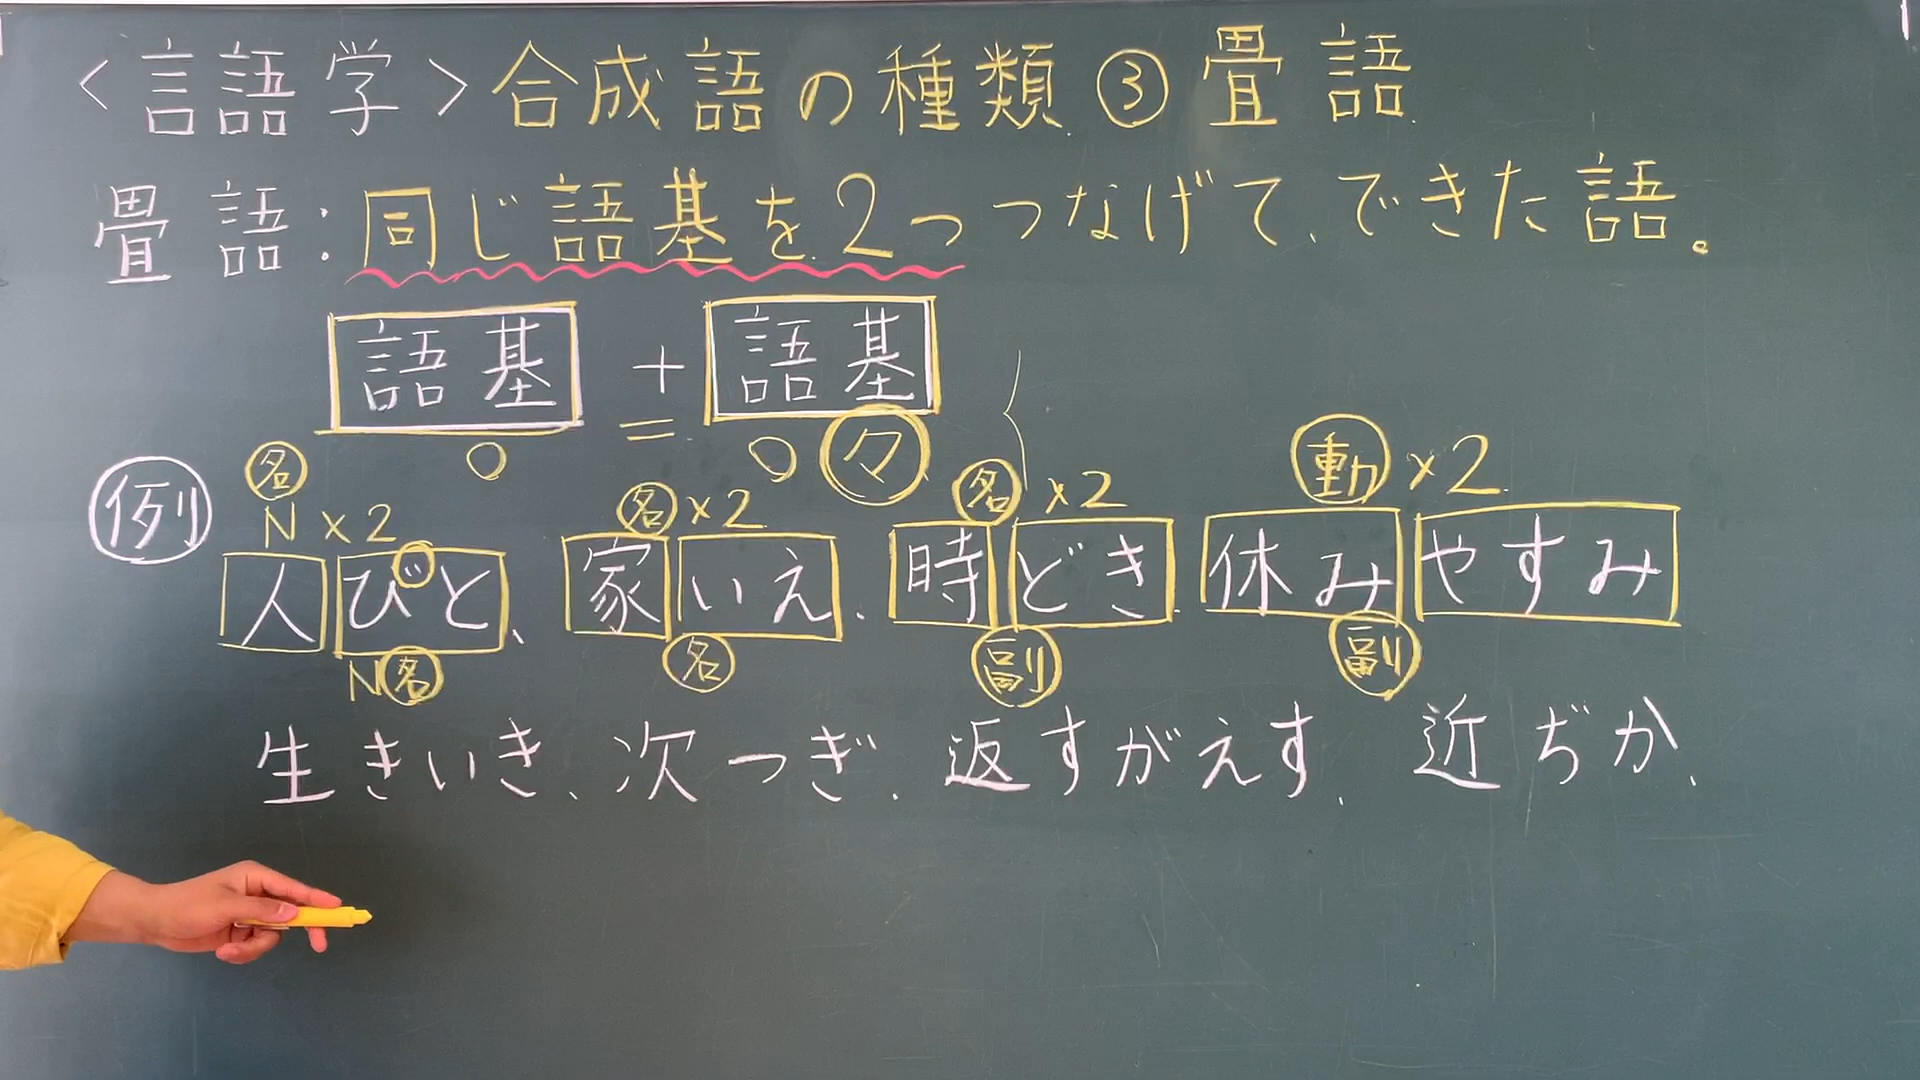 <言語学>合成語の種類 ③ 畳語
畳語:同じ語基を2つつなげて、できた語。
語基 + 語基
=
々
例
名 名×2 名×2 動×2
N×2
人びと、家いえ、時どき、休みやすみ
N名 名 副 副
生きいき、次つぎ、返すがえす、近ぢか、